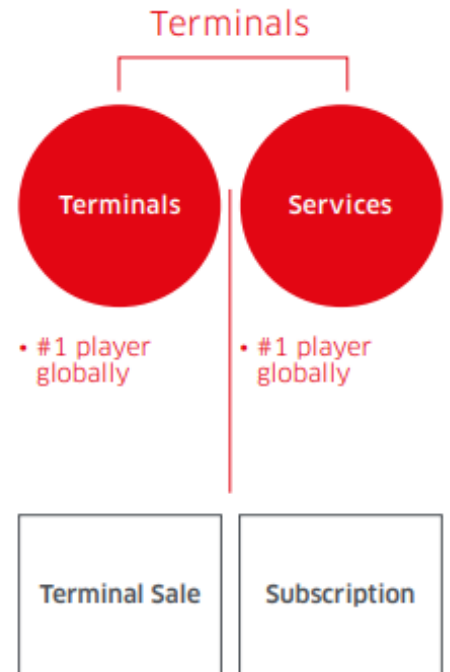 Terminals
Terminals
Services
• #1 player
globally
• #1 player
globally
Terminal Sale
Subscription